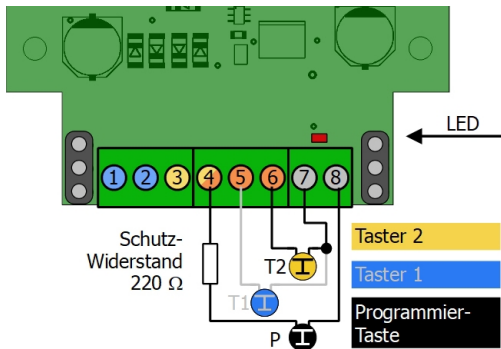 LED
1 2 3 4 5 6 7 8
Schutz-
Widerstand
220 Ω
T2
T1
P
Taster 2
Taster 1
Programmier-
Taste